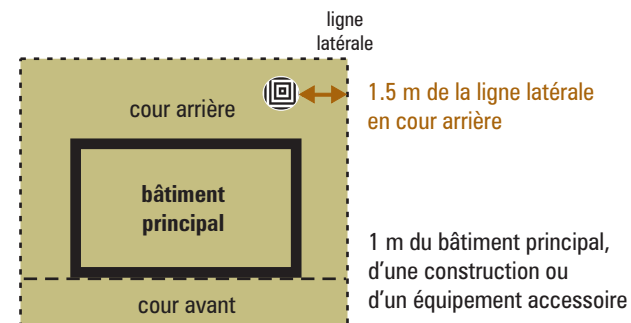 ligne
latérale
cour arrière
1.5 m de la ligne latérale
en cour arrière
bâtiment
principal
1 m du bâtiment principal,
d'une construction ou
d'un équipement accessoire
cour avant